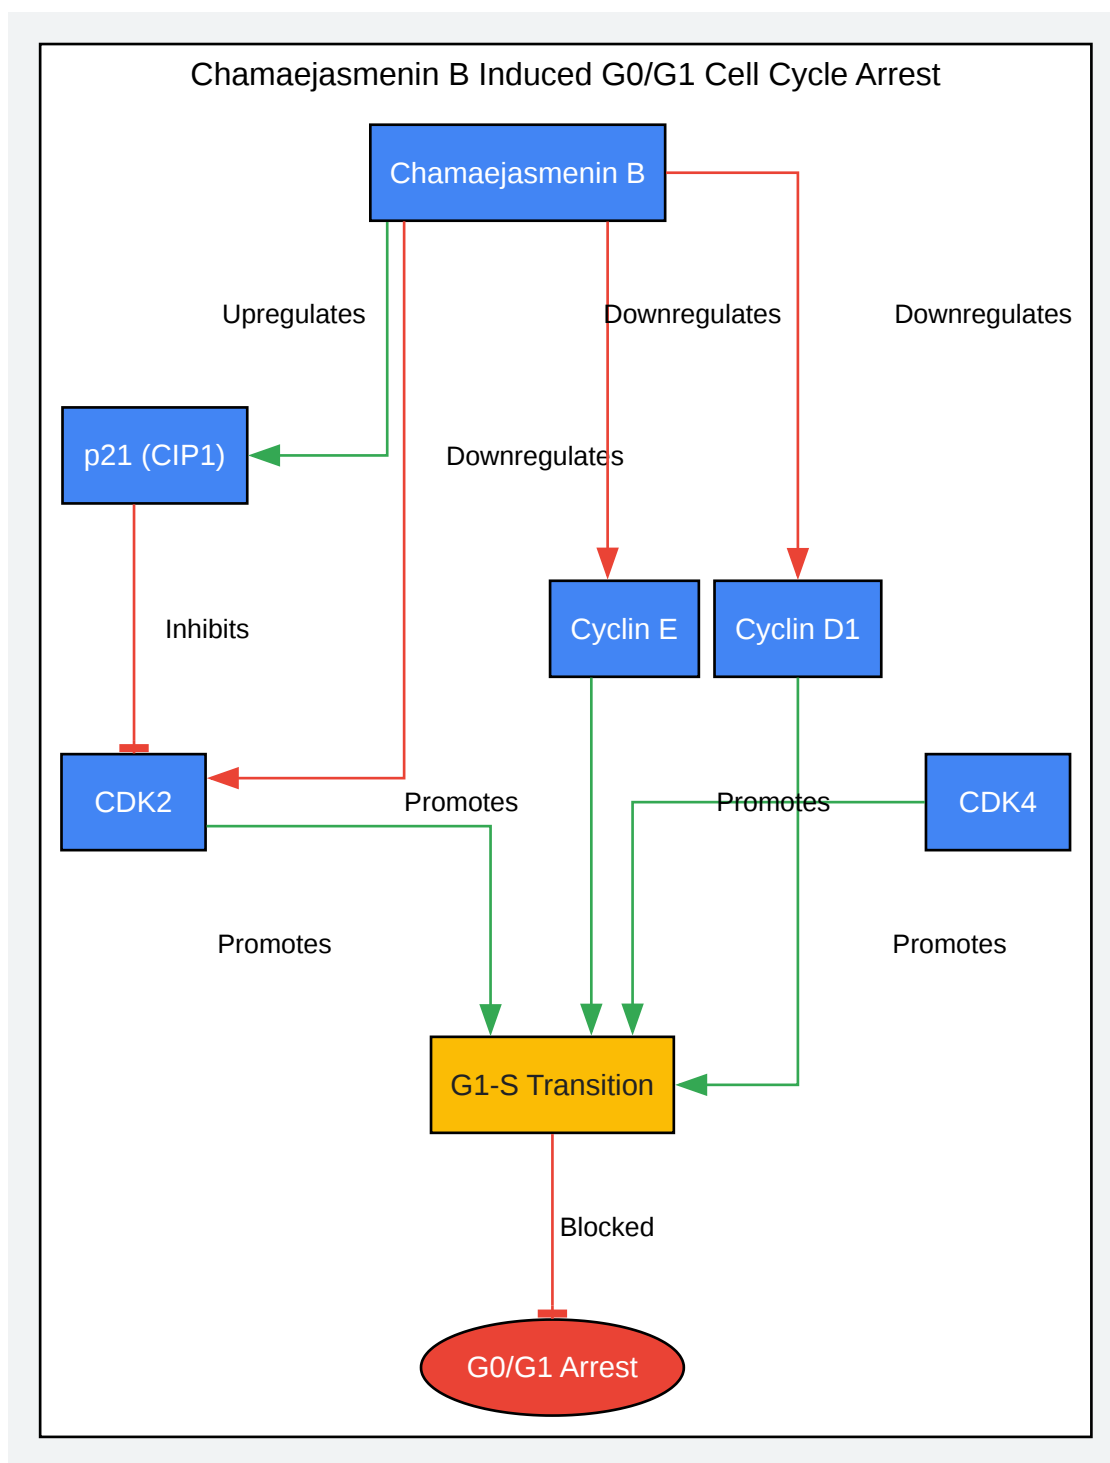 Chamaejasmenin B Induced G0/G1 Cell Cycle Arrest
Chamaejasmenin B
Upregulates
Downregulates
Downregulates
p21 (CIP1)
Downregulates
Inhibits
Cyclin E
Cyclin D1
CDK2
Promotes
Promotes
CDK4
Promotes
Promotes
G1-S Transition
Blocked
G0/G1 Arrest